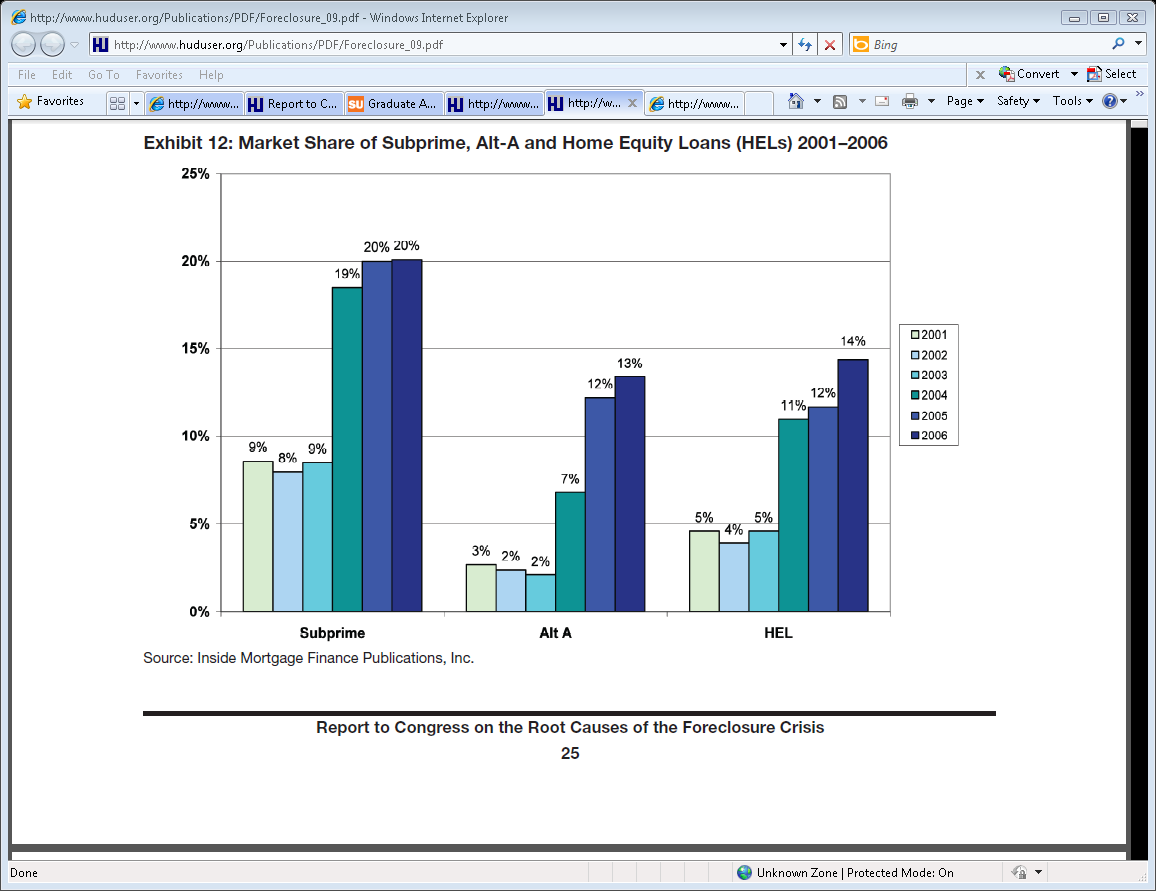 http://www.huduser.org/Publications/PDF/Foreclosure_09.pdf - Windows Internet Explorer
http://www.huduser.org/Publications/PDF/Foreclosure_09.pdf
Bing
File Edit Go To Favorites Help
x Convert Select
Favorites
http://www...
Report to C...
SU Graduate A...
http://www...
http://w... x
http://www...
Page Safety Tools »
Exhibit 12: Market Share of Subprime, Alt-A and Home Equity Loans (HELs) 2001–2006
25%
20%
15%
10%
5%
0%
9% 8% 9% 19% 20% 20%
3% 2% 2% 7% 12% 13%
5% 4% 5% 11% 12% 14%
Subprime Alt A HEL
2001
2002
2003
2004
2005
2006
Source: Inside Mortgage Finance Publications, Inc.
Report to Congress on the Root Causes of the Foreclosure Crisis
25
Done Unknown Zone | Protected Mode: On